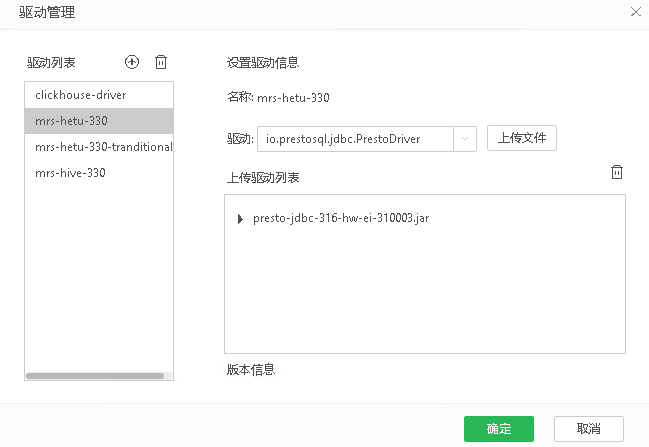 驱动管理
驱动列表
clickhouse-driver
mrs-hetu-330
mrs-hetu-330-tranditional
mrs-hive-330
设置驱动信息
名称: mrs-hetu-330
驱动: io.prestosql.jdbc.PrestoDriver 上传文件
上传驱动列表
presto-jdbc-316-hw-ei-310003.jar
版本信息
确定 取消